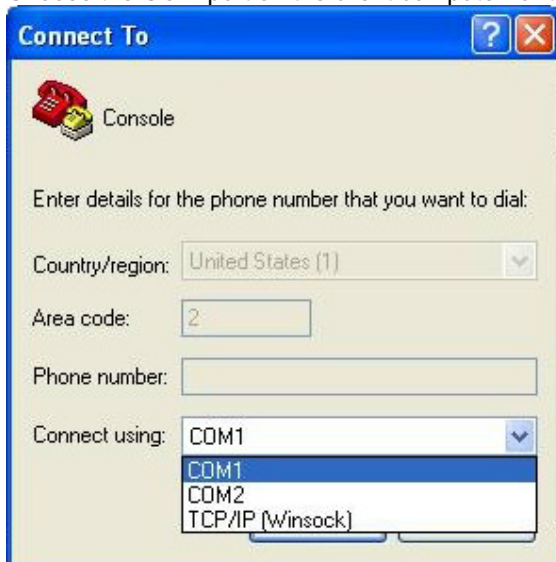 Connect To
Console
Enter details for the phone number that you want to dial:
Country/region: United States (1)
Area code: 2
Phone number:
Connect using: COM1
COM1
COM2
TCP/IP (Winsock)